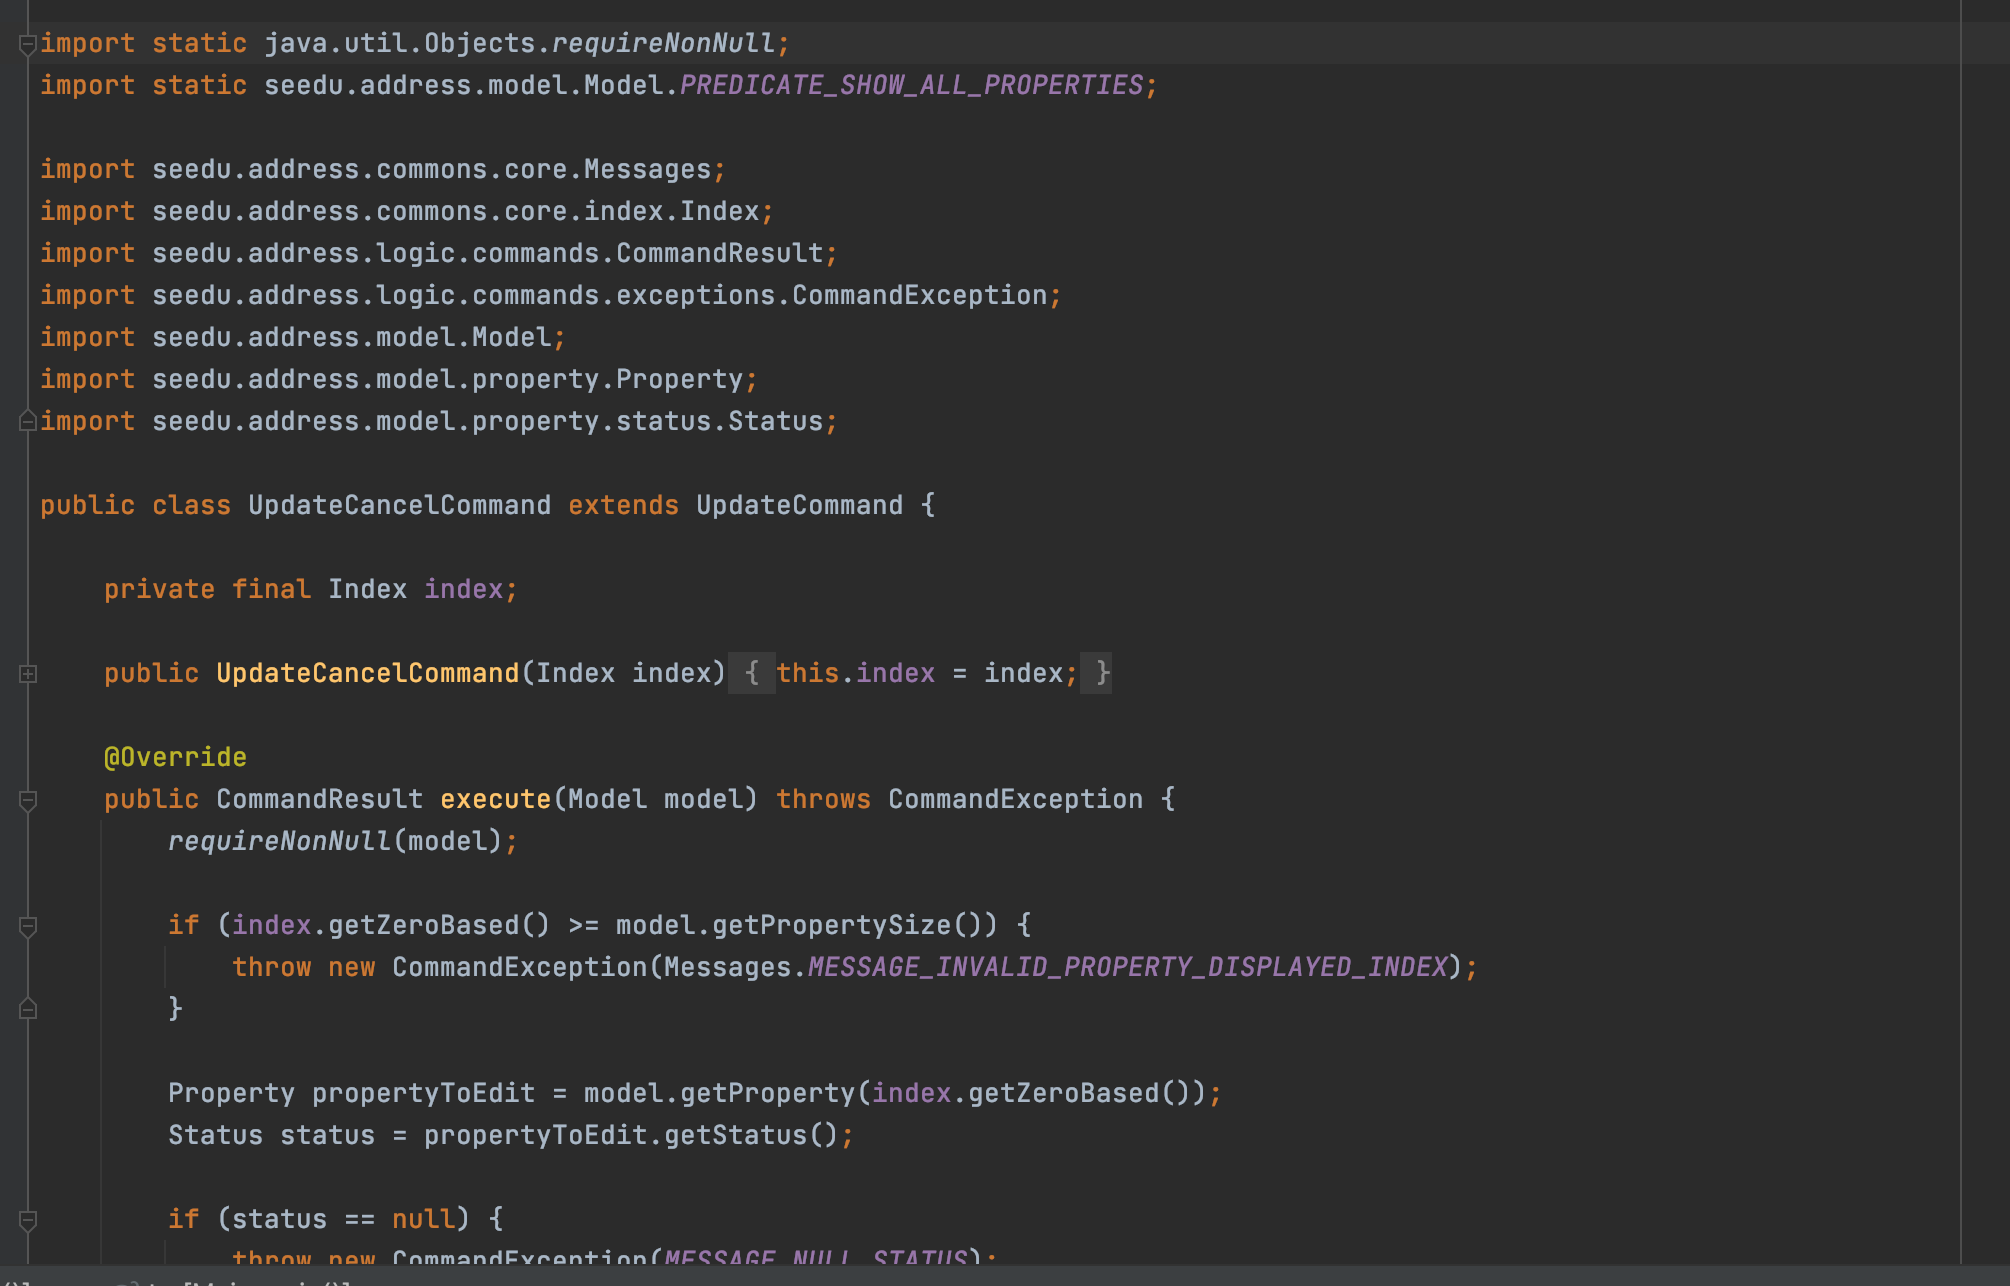 import static java.util.Objects.requireNonNull;
import static seedu.address.model.Model.PREDICATE_SHOW_ALL_PROPERTIES;
import seedu.address.commons.core.Messages;
import seedu.address.commons.core.index.Index;
import seedu.address.logic.commands.CommandResult;
import seedu.address.logic.commands.exceptions.CommandException;
import seedu.address.model.Model;
import seedu.address.model.property.Property;
import seedu.address.model.property.status.Status;
public class UpdateCancelCommand extends UpdateCommand {
private final Index index;
public UpdateCancelCommand(Index index) { this.index = index; }
@Override
public CommandResult execute(Model model) throws CommandException {
requireNonNull(model);
if (index.getZeroBased() >= model.getPropertySize()) {
throw new CommandException(Messages.MESSAGE_INVALID_PROPERTY_DISPLAYED_INDEX);
}
Property propertyToEdit = model.getProperty(index.getZeroBased());
Status status = propertyToEdit.getStatus();
if (status == null) {
throw new CommandException(MESSAGE_NULL_STATUS);